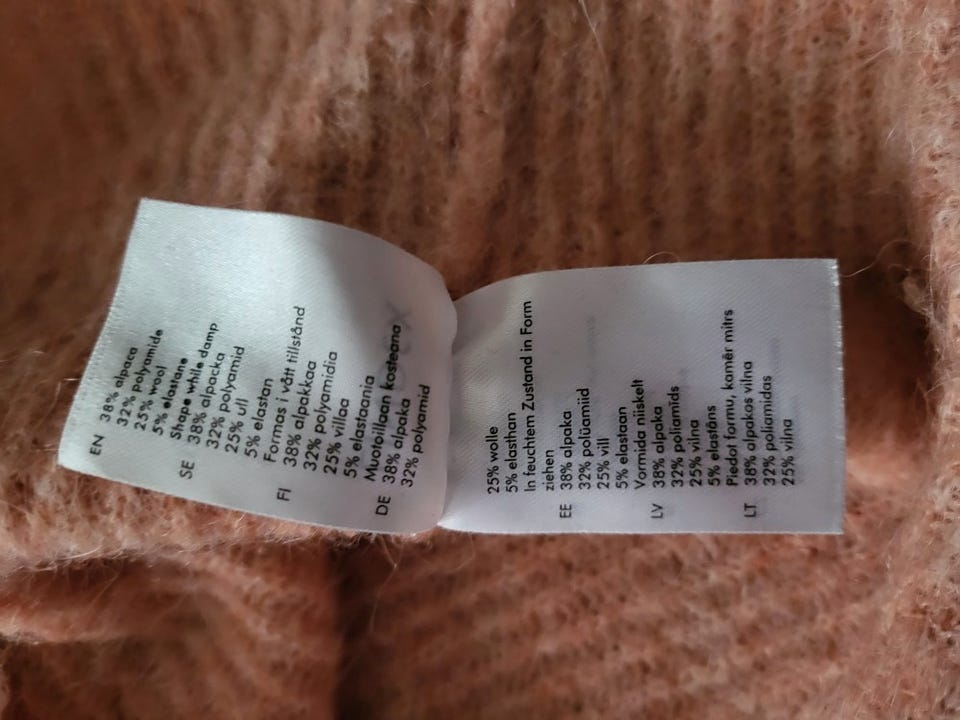 EN 38% alpaca
32% polyamide
25% wool
5% elastane
Shape while damp
SE 38% alpacka
32% polyamid
25% ull
5% elastan
Formas i vått tillstånd
FI 38% alpakkaa
32% polyamidia
25% villaa
5% elastaania
Muotoillaan kosteana
DE 38% alpaka
32% polyamid
25% wolle
5% elasthan
In feuchtem Zustand in Form
ziehen
EE 38% alpaka
32% polüamiid
25% vill
5% elastaan
Vormida niiskelt
LV 38% alpaka
32% poliamids
25% vilna
5% elastāns
Piedot formu, kamēr mitrs
LT 38% alpakos vilna
32% poliamidas
25% vilna